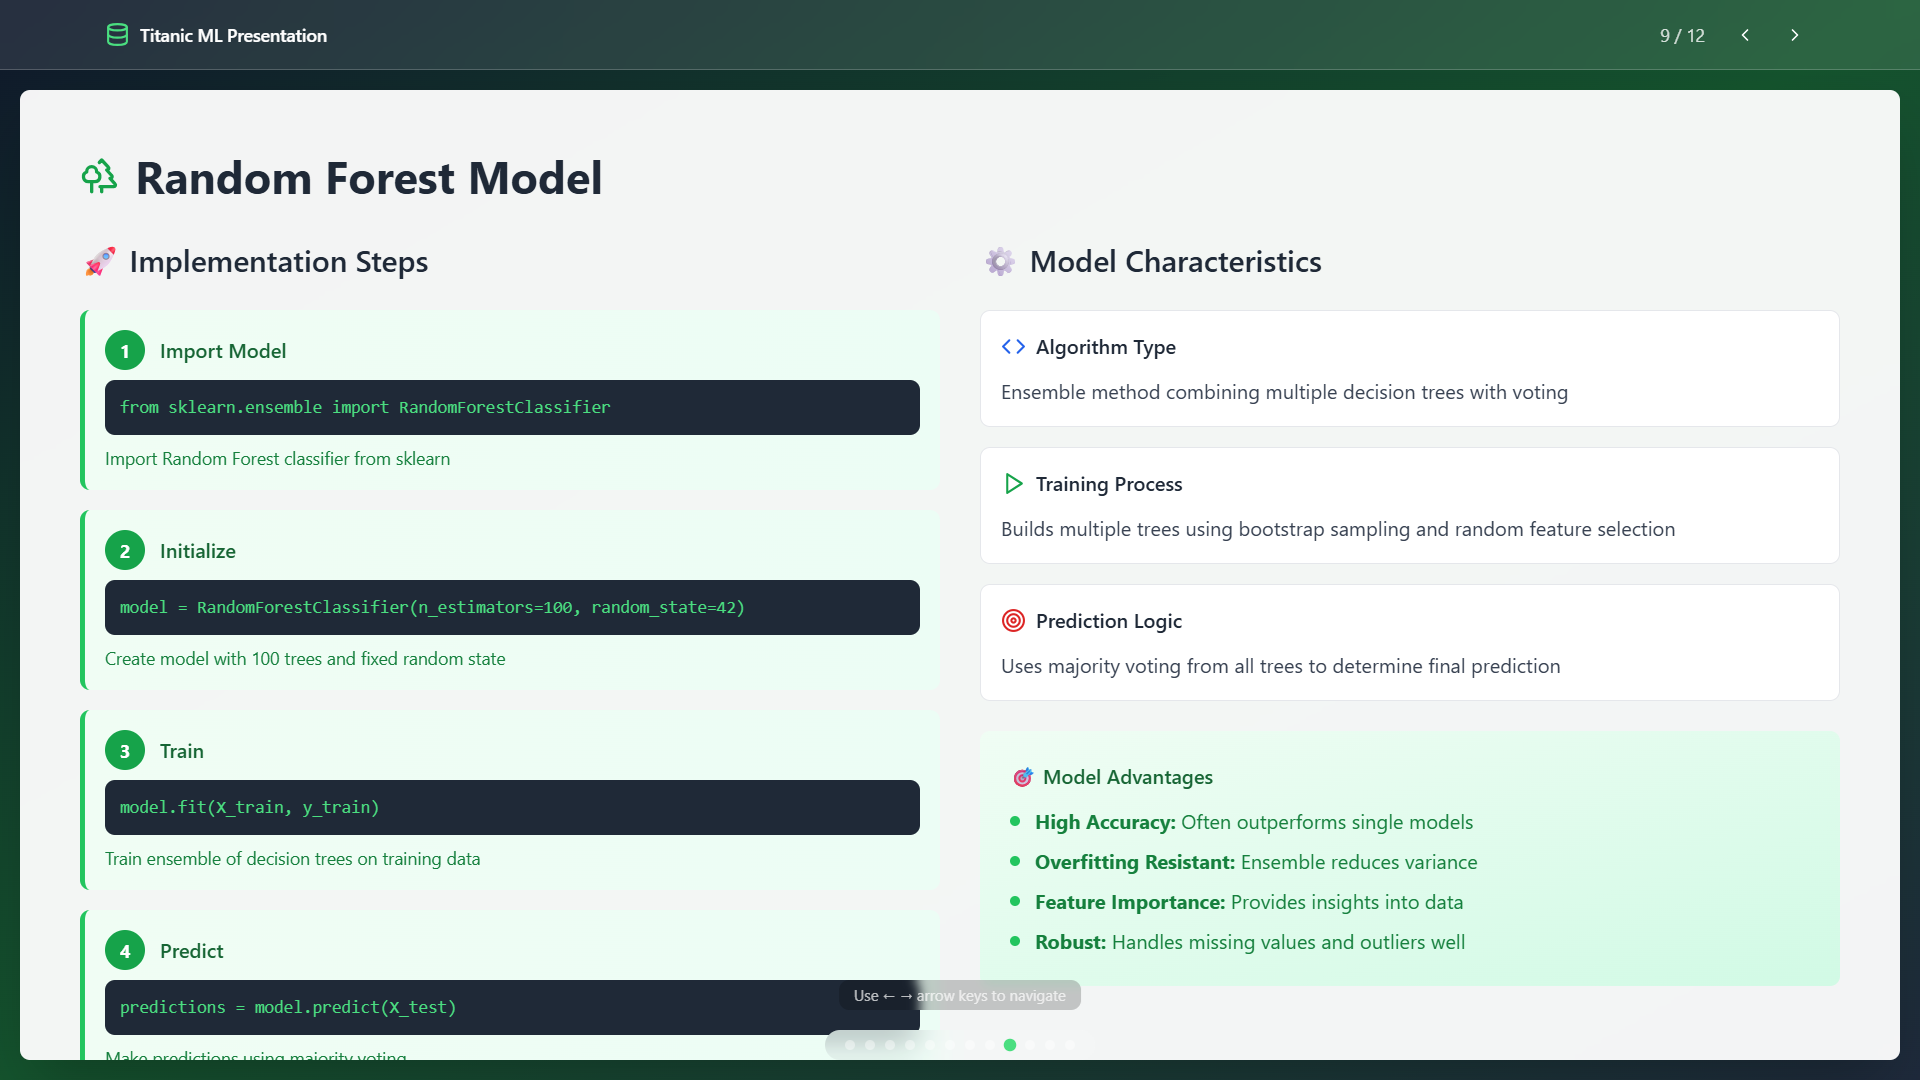 Titanic ML Presentation
9 / 12
Random Forest Model
🚀 Implementation Steps
1 Import Model
from sklearn.ensemble import RandomForestClassifier
Import Random Forest classifier from sklearn
2 Initialize
model = RandomForestClassifier(n_estimators=100, random_state=42)
Create model with 100 trees and fixed random state
3 Train
model.fit(X_train, y_train)
Train ensemble of decision trees on training data
4 Predict
predictions = model.predict(X_test)
Make predictions using majority voting
⚙️ Model Characteristics
Algorithm Type
Ensemble method combining multiple decision trees with voting
Training Process
Builds multiple trees using bootstrap sampling and random feature selection
Prediction Logic
Uses majority voting from all trees to determine final prediction
🎯 Model Advantages
High Accuracy: Often outperforms single models
Overfitting Resistant: Ensemble reduces variance
Feature Importance: Provides insights into data
Robust: Handles missing values and outliers well
Use ← → arrow keys to navigate